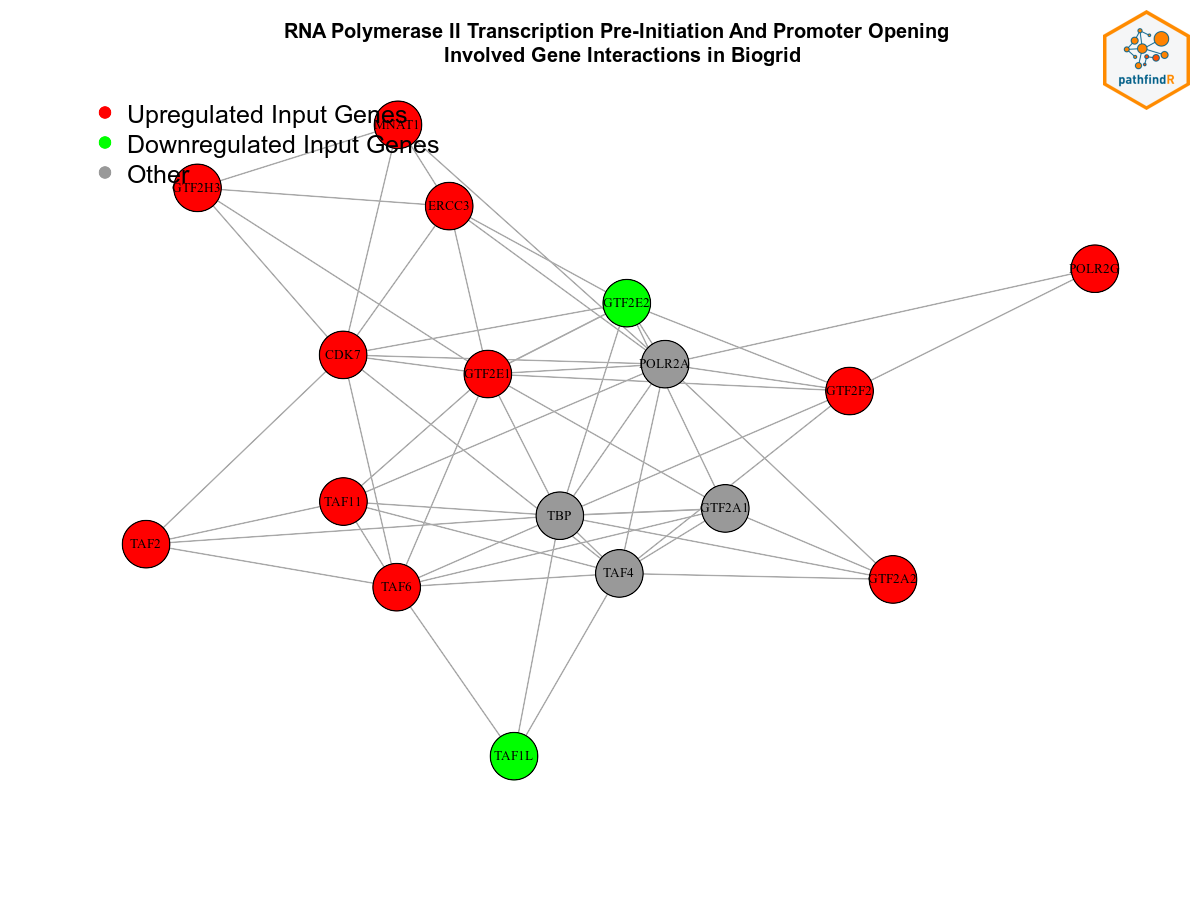 RNA Polymerase II Transcription Pre-Initiation And Promoter Opening
Involved Gene Interactions in Biogrid
pathfindR
Upregulated Input Genes
Downregulated Input Genes
Other
MNAT1
GTF2H3
ERCC3
POLR2G
GTF2E2
CDK7
POLR2A
GTF2E1
GTF2F2
TAF11
GTF2A1
TBP
TAF2
TAF4
GTF2A2
TAF6
TAF1L